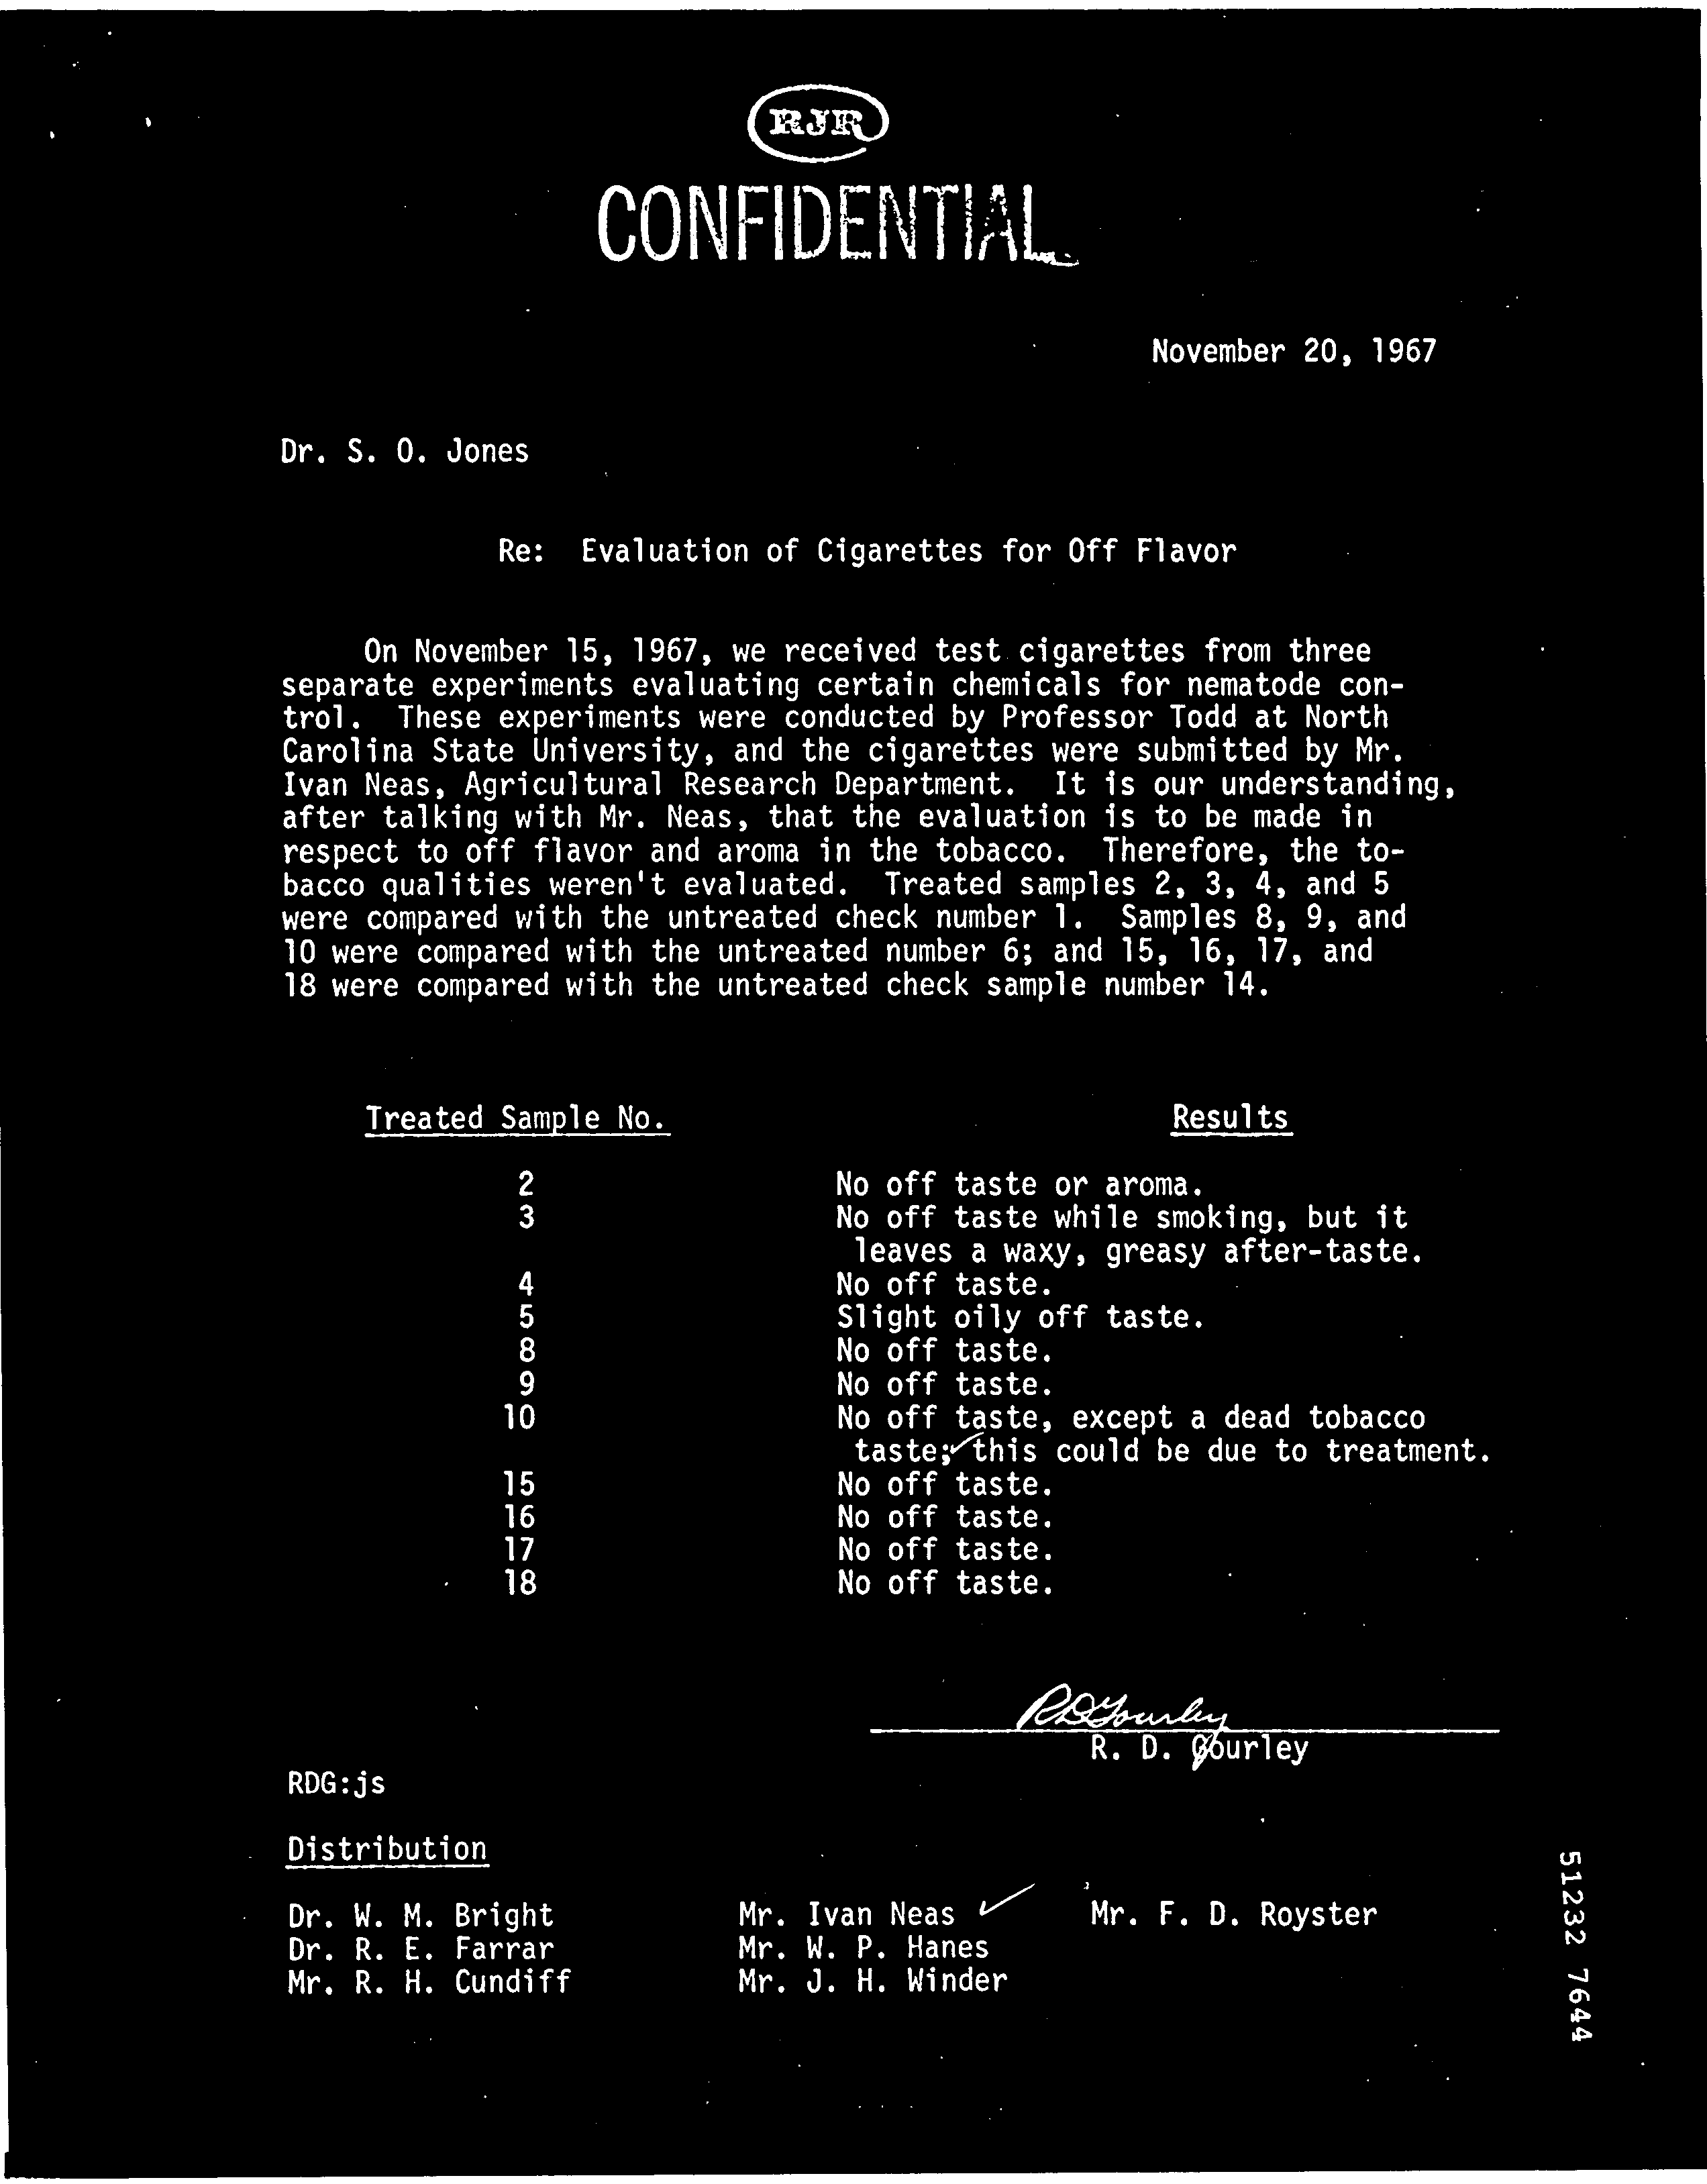 RJR
CONFIDENTIAL
November 20, 1967
Dr. S. O. Jones
Re: Evaluation of Cigarettes for Off Flavor
On November 15, 1967, we received test cigarettes from three
separate experiments evaluating certain chemicals for nematode con-
trol. These experiments were conducted by Professor Todd at North
Carolina State University, and the cigarettes were submitted by Mr.
Ivan Neas, Agricultural Research Department. It is our understanding,
after talking with Mr. Neas, that the evaluation is to be made in
respect to off flavor and aroma in the tobacco. Therefore, the to-
bacco qualities weren't evaluated. Treated samples 2, 3, 4, and 5
were compared with the untreated check number 1. Samples 8, 9, and
10 were compared with the untreated number 6; and 15, 16, 17, and
18 were compared with the untreated check sample number 14.
Treated Sample No. Results
2 No off taste or aroma.
3 No off taste while smoking, but it
leaves a waxy, greasy after-taste.
4 No off taste.
5 Slight oily off taste.
8 No off taste.
9 No off taste.
10 No off taste, except a dead tobacco
taste; this could be due to treatment.
15 No off taste.
16 No off taste.
17 No off taste.
18 No off taste.
RDGourley
R. D. Gourley
RDG:js
Distribution
Dr. W. M. Bright Mr. Ivan Neas ✓ Mr. F. D. Royster
Dr. R. E. Farrar Mr. W. P. Hanes
Mr. R. H. Cundiff Mr. J. H. Winder
51232 7644